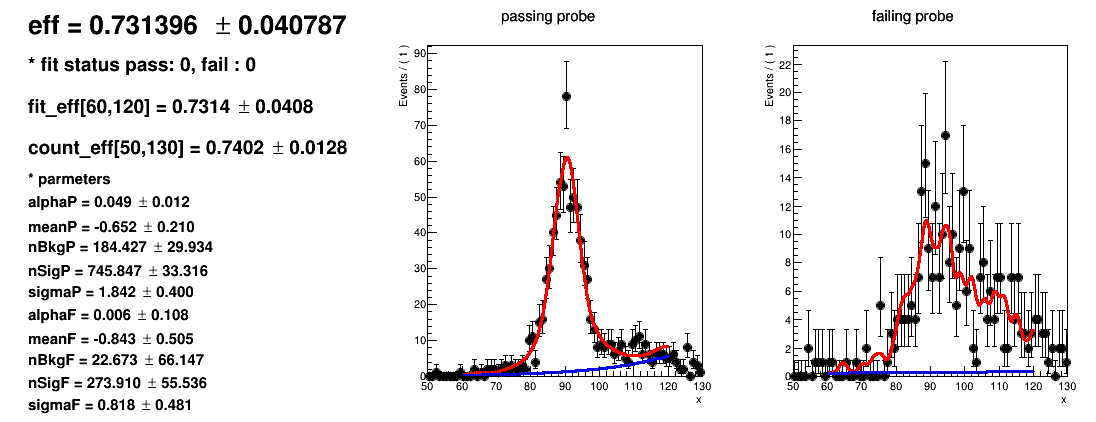 eff = 0.731396 ± 0.040787
* fit status pass: 0, fail : 0
fit_eff[60,120] = 0.7314 ± 0.0408
count_eff[50,130] = 0.7402 ± 0.0128
* parmeters
alphaP = 0.049 ± 0.012
meanP = -0.652 ± 0.210
nBkgP = 184.427 ± 29.934
nSigP = 745.847 ± 33.316
sigmaP = 1.842 ± 0.400
alphaF = 0.006 ± 0.108
meanF = -0.843 ± 0.505
nBkgF = 22.673 ± 66.147
nSigF = 273.910 ± 55.536
sigmaF = 0.818 ± 0.481
passing probe
Events / ( 1 )
90
80
70
60
50
40
30
20
10
0
50 60 70 80 90 100 110 120 130
x
failing probe
Events / ( 1 )
22
20
18
16
14
12
10
8
6
4
2
0
50 60 70 80 90 100 110 120 130
x